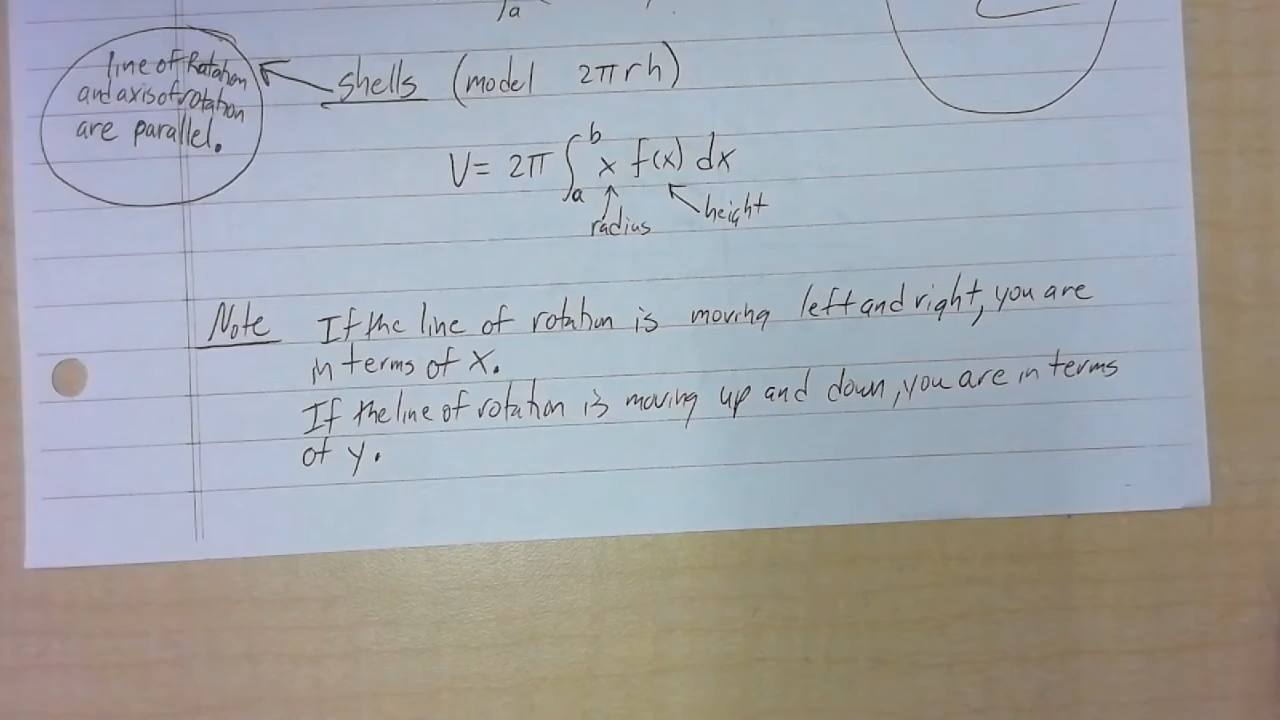 a
line of Rotation
and axis of rotation
are parallel.
shells (model 2πrh)
V = 2π ∫ₐᵇ x f(x) dx
radius
height
Note If the line of rotation is moving left and right, you are
in terms of x.
If the line of rotation is moving up and down, you are in terms
of y.